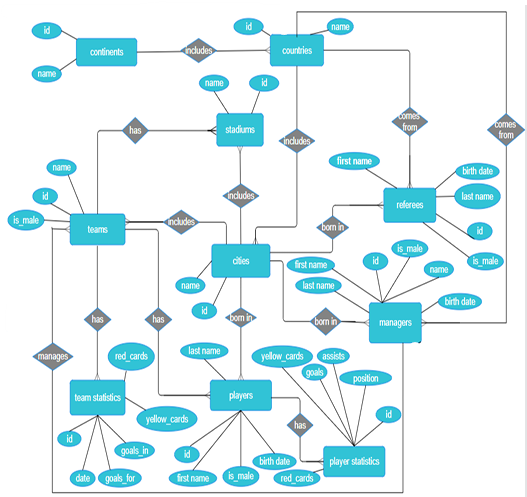 id
id
name
continents
includes
countries
name
name
id
comes
from
comes
from
has
stadiums
includes
first name
birth date
name
id
includes
last name
is_male
referees
teams
includes
born in
id
is_male
cities
first name
is_male
id
name
name
last name
birth date
id
has
has
born in
born in
managers
manages
red_cards
last name
yellow_cards
assists
goals
position
team statistics
players
yellow_cards
id
has
id
goals_in
id
birth date
player statistics
date
goals_for
first name
is_male
red_cards